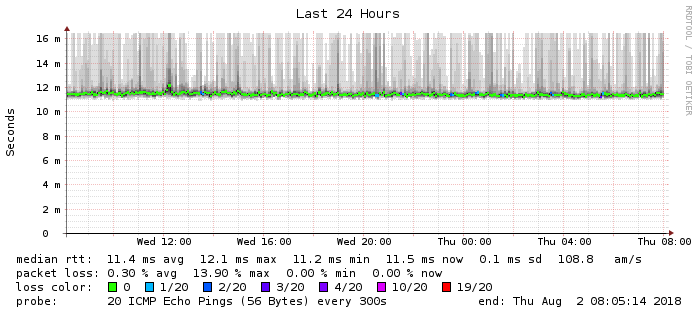 Last 24 Hours
RRDTOOL / TOBI OETIKER
Seconds
16 m
14 m
12 m
10 m
8 m
6 m
4 m
2 m
0
Wed 12:00 Wed 16:00 Wed 20:00 Thu 00:00 Thu 04:00 Thu 08:00
median rtt: 11.4 ms avg 12.1 ms max 11.2 ms min 11.5 ms now 0.1 ms sd 108.8 am/s
packet loss: 0.30 % avg 13.90 % max 0.00 % min 0.00 % now
loss color: 0 1/20 2/20 3/20 4/20 10/20 19/20
probe: 20 ICMP Echo Pings (56 Bytes) every 300s end: Thu Aug 2 08:05:14 2018